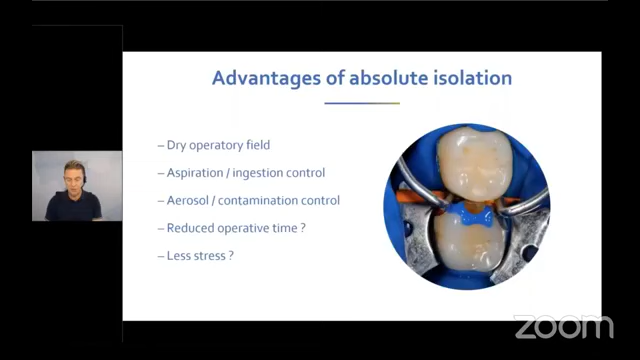 Advantages of absolute isolation
– Dry operatory field
– Aspiration / ingestion control
– Aerosol / contamination control
– Reduced operative time ?
– Less stress ?
zoom